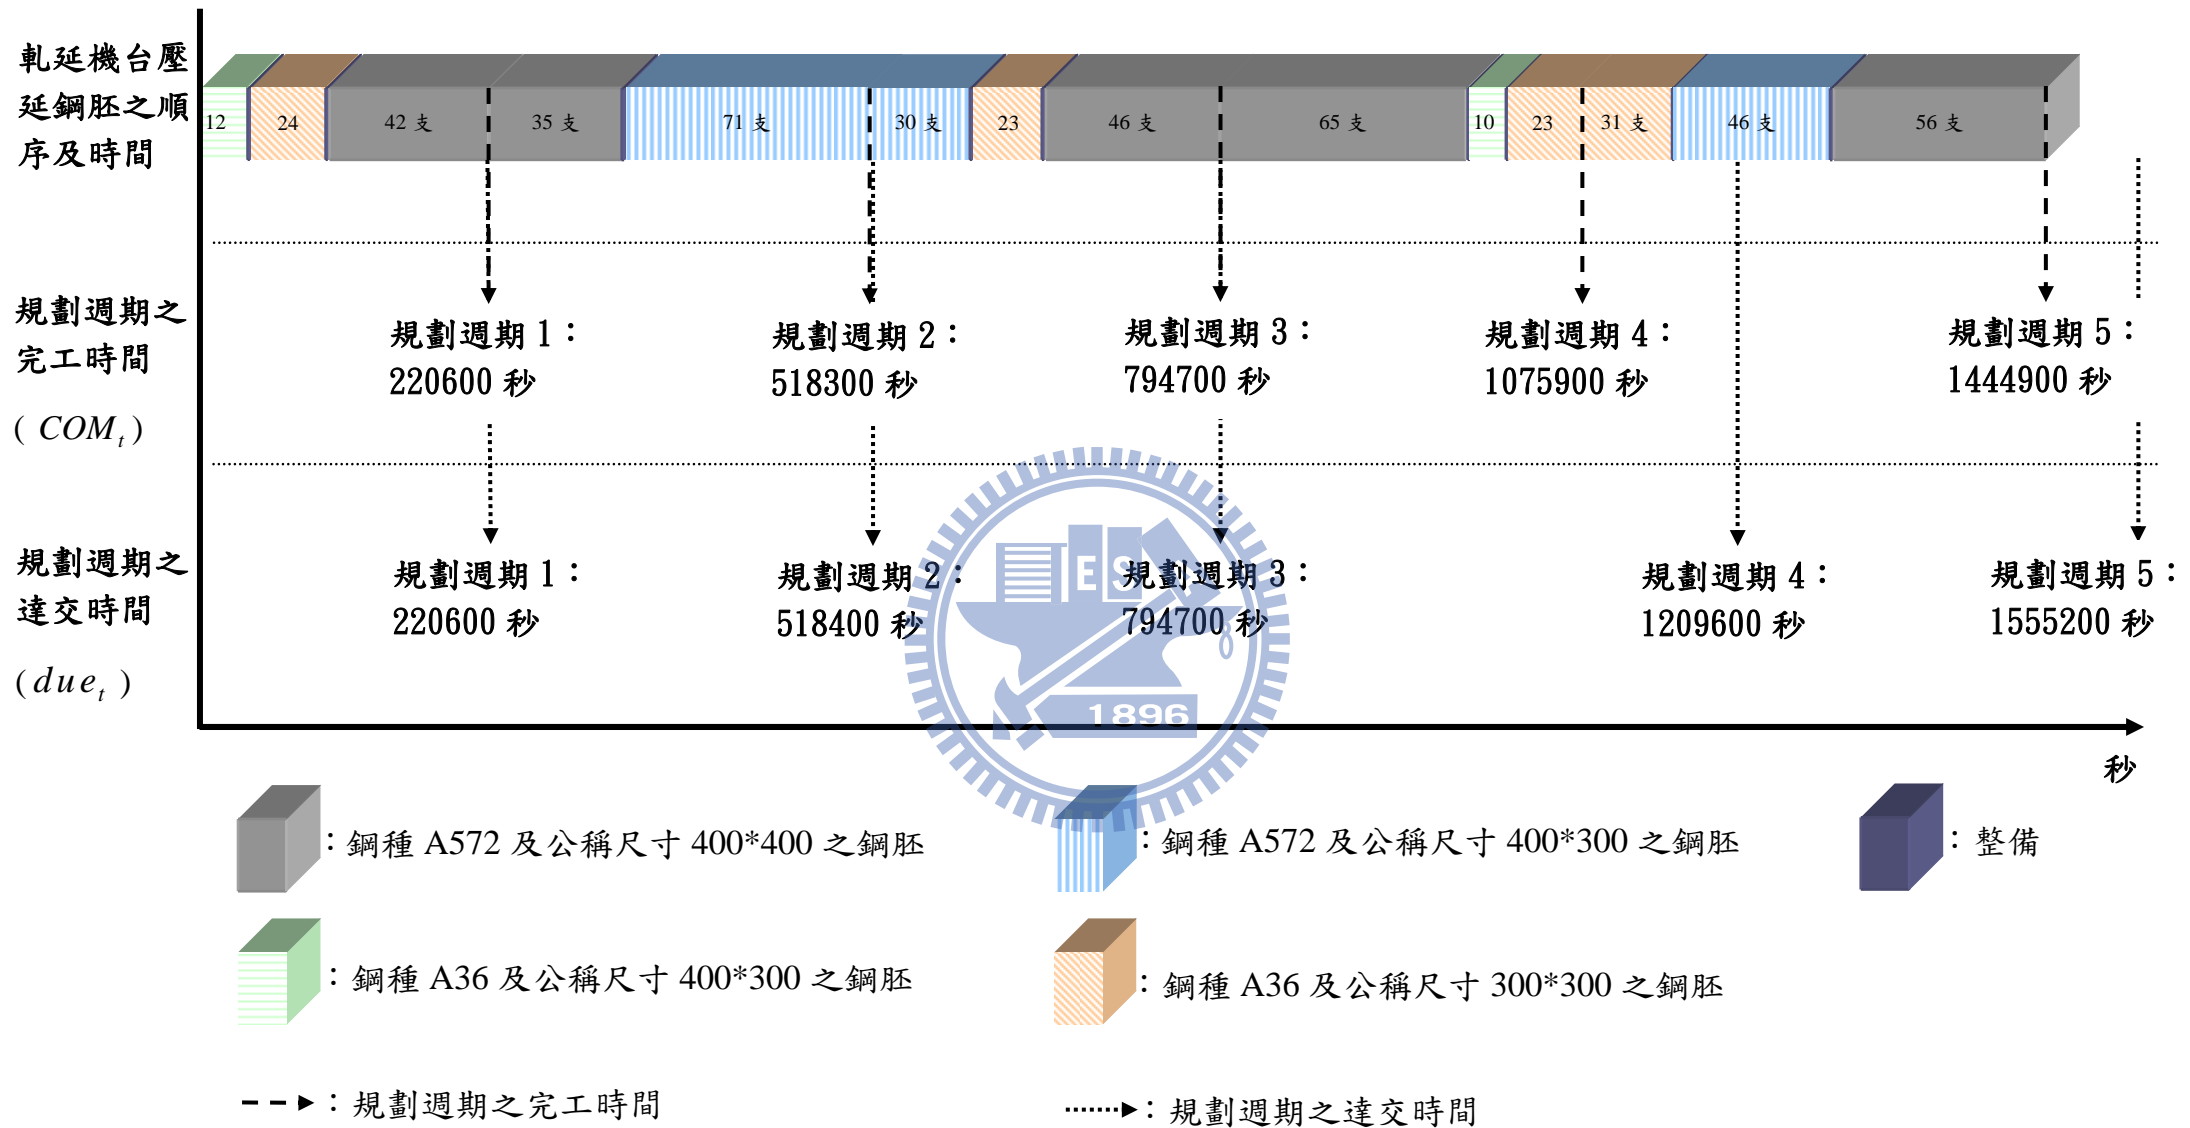 軋延機台壓
延鋼胚之順
序及時間
12
24
42 支
35 支
71 支
30 支
23
46 支
65 支
10
23
31 支
46 支
56 支
規劃週期之
完工時間
( COMt )
規劃週期 1：
220600 秒
規劃週期 2：
518300 秒
規劃週期 3：
794700 秒
規劃週期 4：
1075900 秒
規劃週期 5：
1444900 秒
規劃週期之
達交時間
( duet )
規劃週期 1：
220600 秒
規劃週期 2：
518400 秒
規劃週期 3：
794700 秒
規劃週期 4：
1209600 秒
規劃週期 5：
1555200 秒
E S
1896
秒
：鋼種 A572 及公稱尺寸 400*400 之鋼胚
：鋼種 A572 及公稱尺寸 400*300 之鋼胚
：整備
：鋼種 A36 及公稱尺寸 400*300 之鋼胚
：鋼種 A36 及公稱尺寸 300*300 之鋼胚
：規劃週期之完工時間
：規劃週期之達交時間